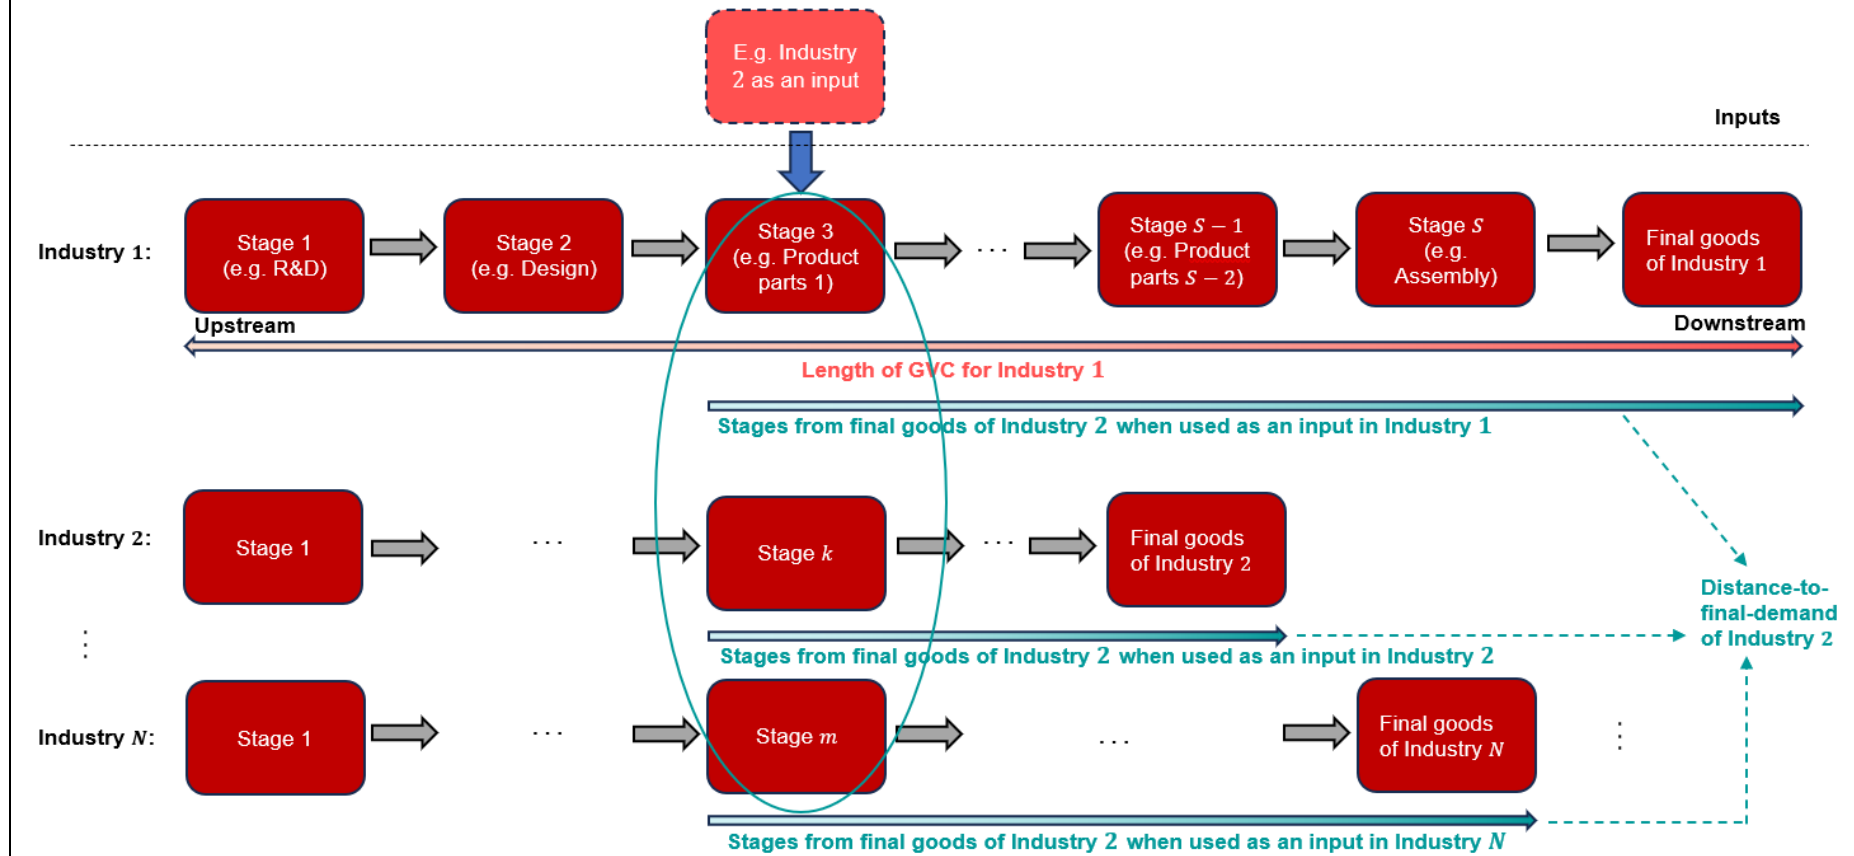 E.g. Industry
2 as an input
Inputs
Industry 1:
Stage 1
(e.g. R&D)
Stage 2
(e.g. Design)
Stage 3
(e.g. Product
parts 1)
...
Stage S − 1
(e.g. Product
parts S − 2)
Stage S
(e.g.
Assembly)
Final goods
of Industry 1
Upstream
Downstream
Length of GVC for Industry 1
Stages from final goods of Industry 2 when used as an input in Industry 1
Industry 2:
Stage 1
...
Stage k
...
Final goods
of Industry 2
Distance-to-
final-demand
of Industry 2
⋮
Stages from final goods of Industry 2 when used as an input in Industry 2
Industry N:
Stage 1
...
Stage m
...
Final goods
of Industry N
⋮
Stages from final goods of Industry 2 when used as an input in Industry N